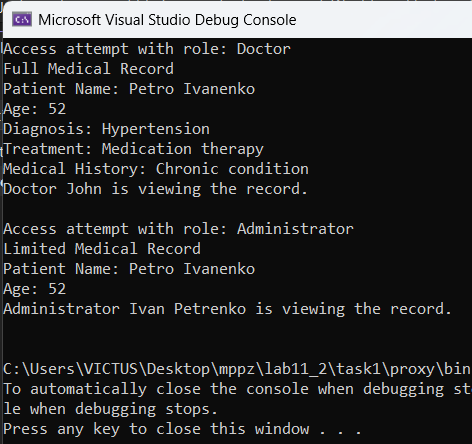 Microsoft Visual Studio Debug Console
Access attempt with role: Doctor
Full Medical Record
Patient Name: Petro Ivanenko
Age: 52
Diagnosis: Hypertension
Treatment: Medication therapy
Medical History: Chronic condition
Doctor John is viewing the record.
Access attempt with role: Administrator
Limited Medical Record
Patient Name: Petro Ivanenko
Age: 52
Administrator Ivan Petrenko is viewing the record.
C:\Users\VICTUS\Desktop\mppz\lab11_2\task1\proxy\bin
To automatically close the console when debugging sto
le when debugging stops.
Press any key to close this window . . .